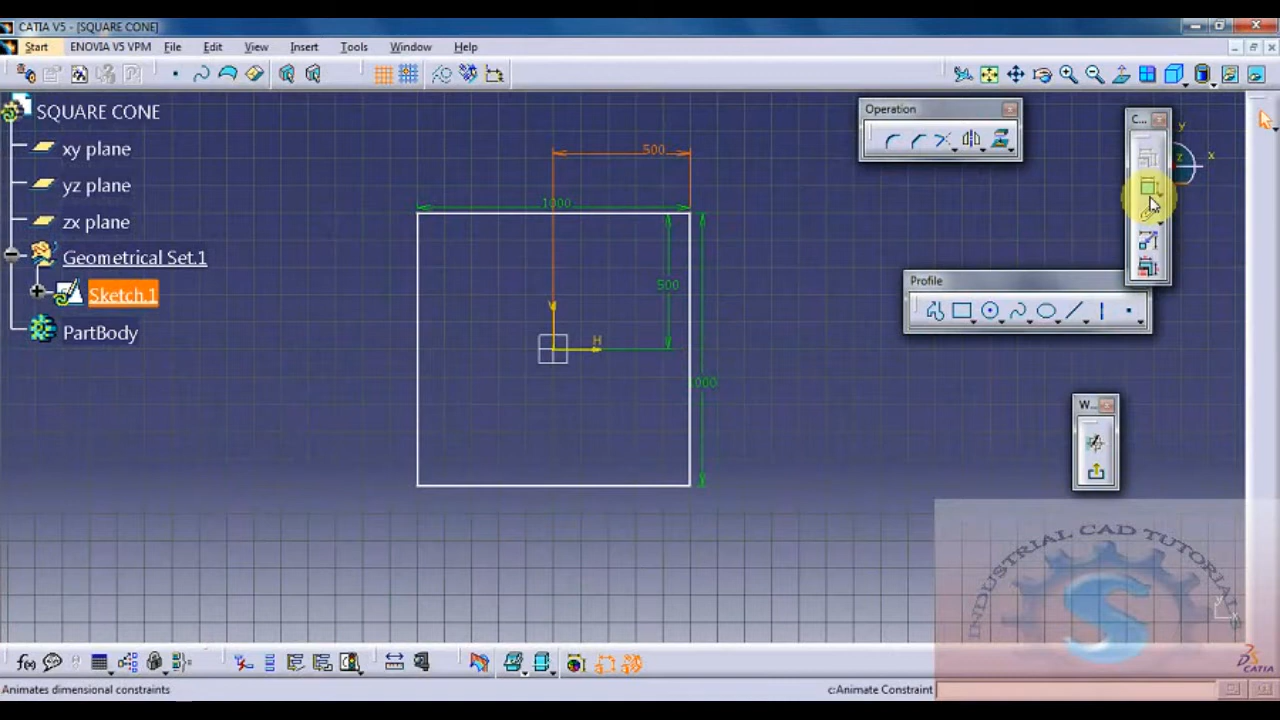 CATIA V5 - [SQUARE CONE]
Start ENOVIA V5 VPM File Edit View Insert Tools Window Help
SQUARE CONE
xy plane
yz plane
zx plane
Geometrical Set.1
Sketch.1
PartBody
Operation
C...
Profile
W...
500
1000
500
1000
V
H
y
x
z
f(x)
INDUSTRIAL CAD TUTORIAL
S
CATIA
Animates dimensional constraints
c:Animate Constraint